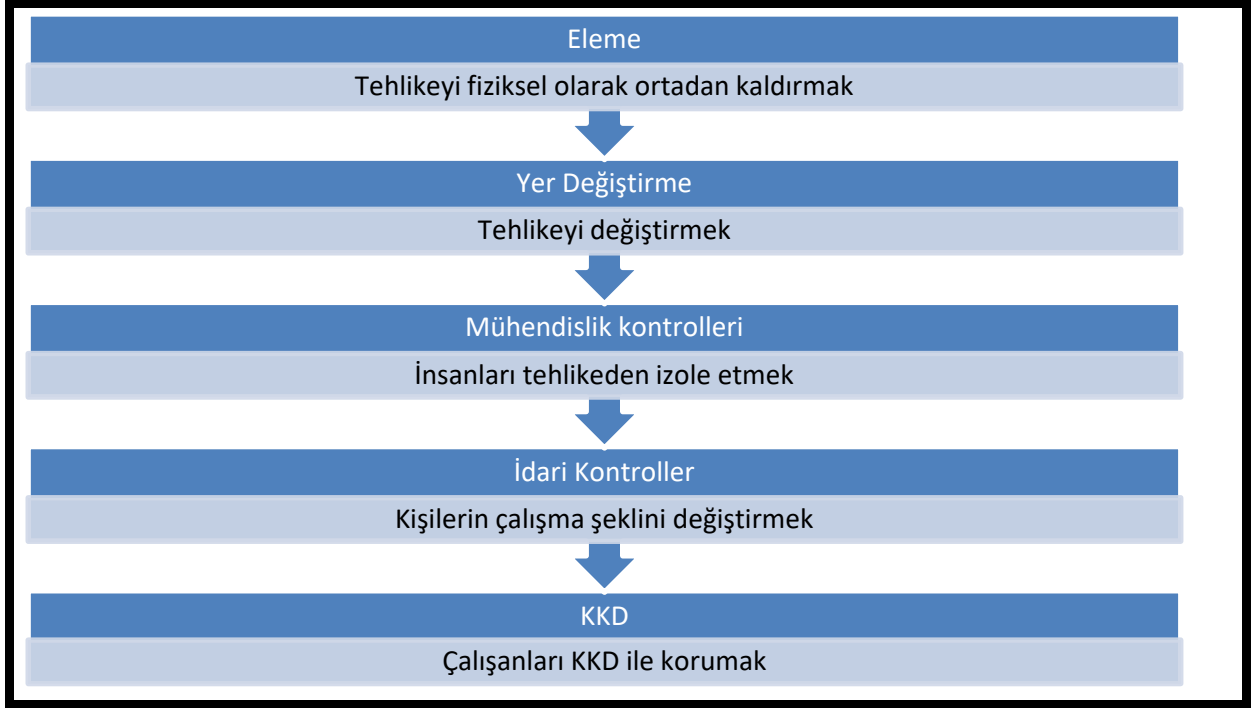 Eleme
Tehlikeyi fiziksel olarak ortadan kaldırmak
Yer Değiştirme
Tehlikeyi değiştirmek
Mühendislik kontrolleri
İnsanları tehlikeden izole etmek
İdari Kontroller
Kişilerin çalışma şeklini değiştirmek
KKD
Çalışanları KKD ile korumak